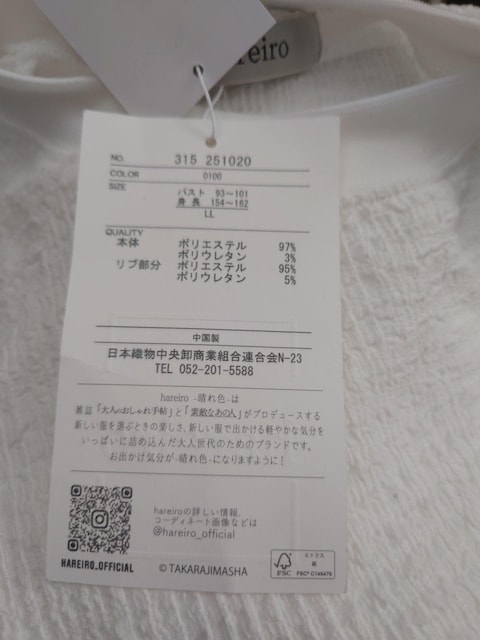 reiro
NO. 315 251020
COLOR 0100
SIZE バスト 93～101
身長 154～162
LL
QUALITY
本体 ポリエステル 97%
ポリウレタン 3%
リブ部分 ポリエステル 95%
ポリウレタン 5%
中国製
日本織物中央卸商業組合連合会N-23
TEL 052-201-5588
hareiro -晴れ色-は
雑誌「大人のおしゃれ手帖」と「素敵なあの人」がプロデュースする
新しい服を選ぶときの楽しさ、新しい服で出かける軽やかな気分を
いっぱいに詰め込んだ大人世代のためのブランドです。
お出かけ気分が-晴れ色-になりますように！
hareiroの詳しい情報、
コーディネート画像などは
@hareiro_official
HAREIRO_OFFICIAL
© TAKARAJIMASHA
FSC
ミックス
紙